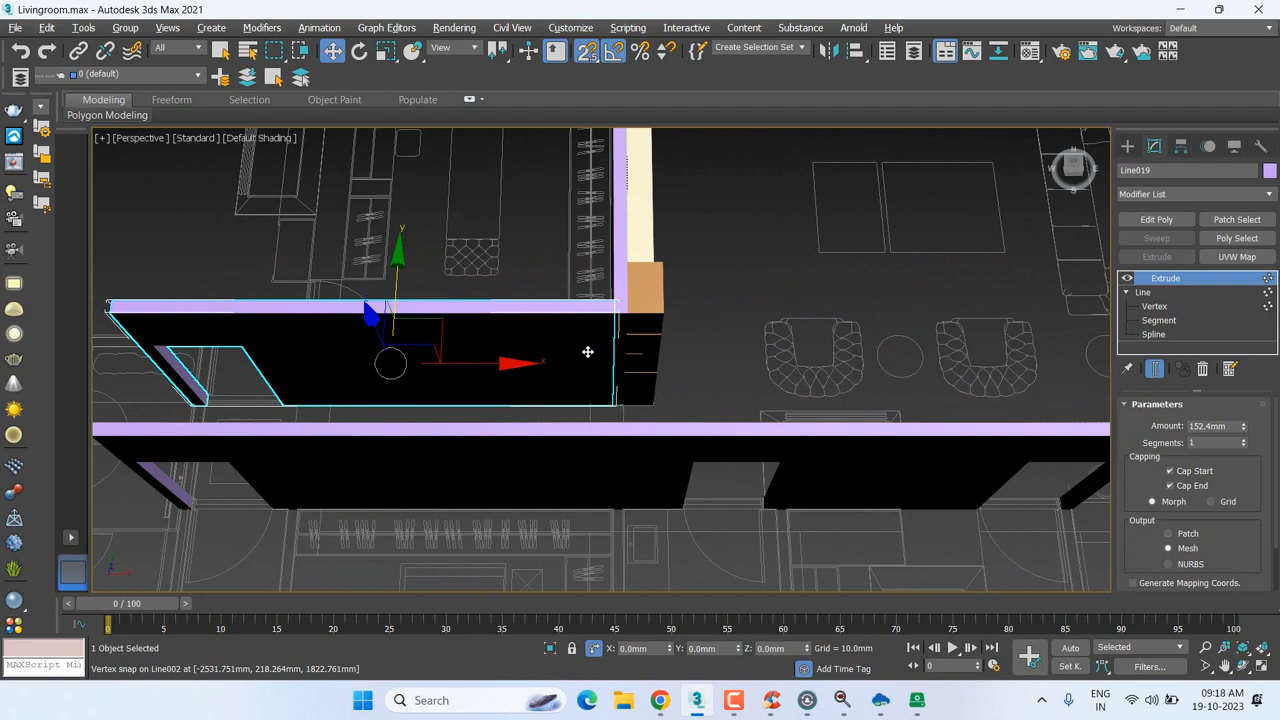 Livingroom.max - Autodesk 3ds Max 2021
File Edit Tools Group Views Create Modifiers Animation Graph Editors Rendering Civil View Customize Scripting Interactive Content Substance Arnold Help
Workspaces: Default
All
View
Create Selection Set
0 (default)
Modeling Freeform Selection Object Paint Populate
Polygon Modeling
[+] [Perspective] [Standard] [Default Shading]
N
W E
S
y
x
Line019
Modifier List
Edit Poly Patch Select
Sweep Poly Select
Extrude UVW Map
Extrude
Line
Vertex
Segment
Spline
Parameters
Amount: 152.4mm
Segments: 1
Capping
Cap Start
Cap End
Morph Grid
Output
Patch
Mesh
NURBS
Generate Mapping Coords.
< 0 / 100 >
0 5 10 15 20 25 30 35 40 45 50 55 60 65 70 75 80 85 90 95 100
1 Object Selected
X: 0.0mm Y: 0.0mm Z: 0.0mm Grid = 10.0mm
Auto Selected
MAXScript Mi
Vertex snap on Line002 at [-2531.751mm, 218.264mm, 1822.761mm]
Add Time Tag
0
Set K. Filters...
Search
ENG
IN
09:18 AM
19-10-2023